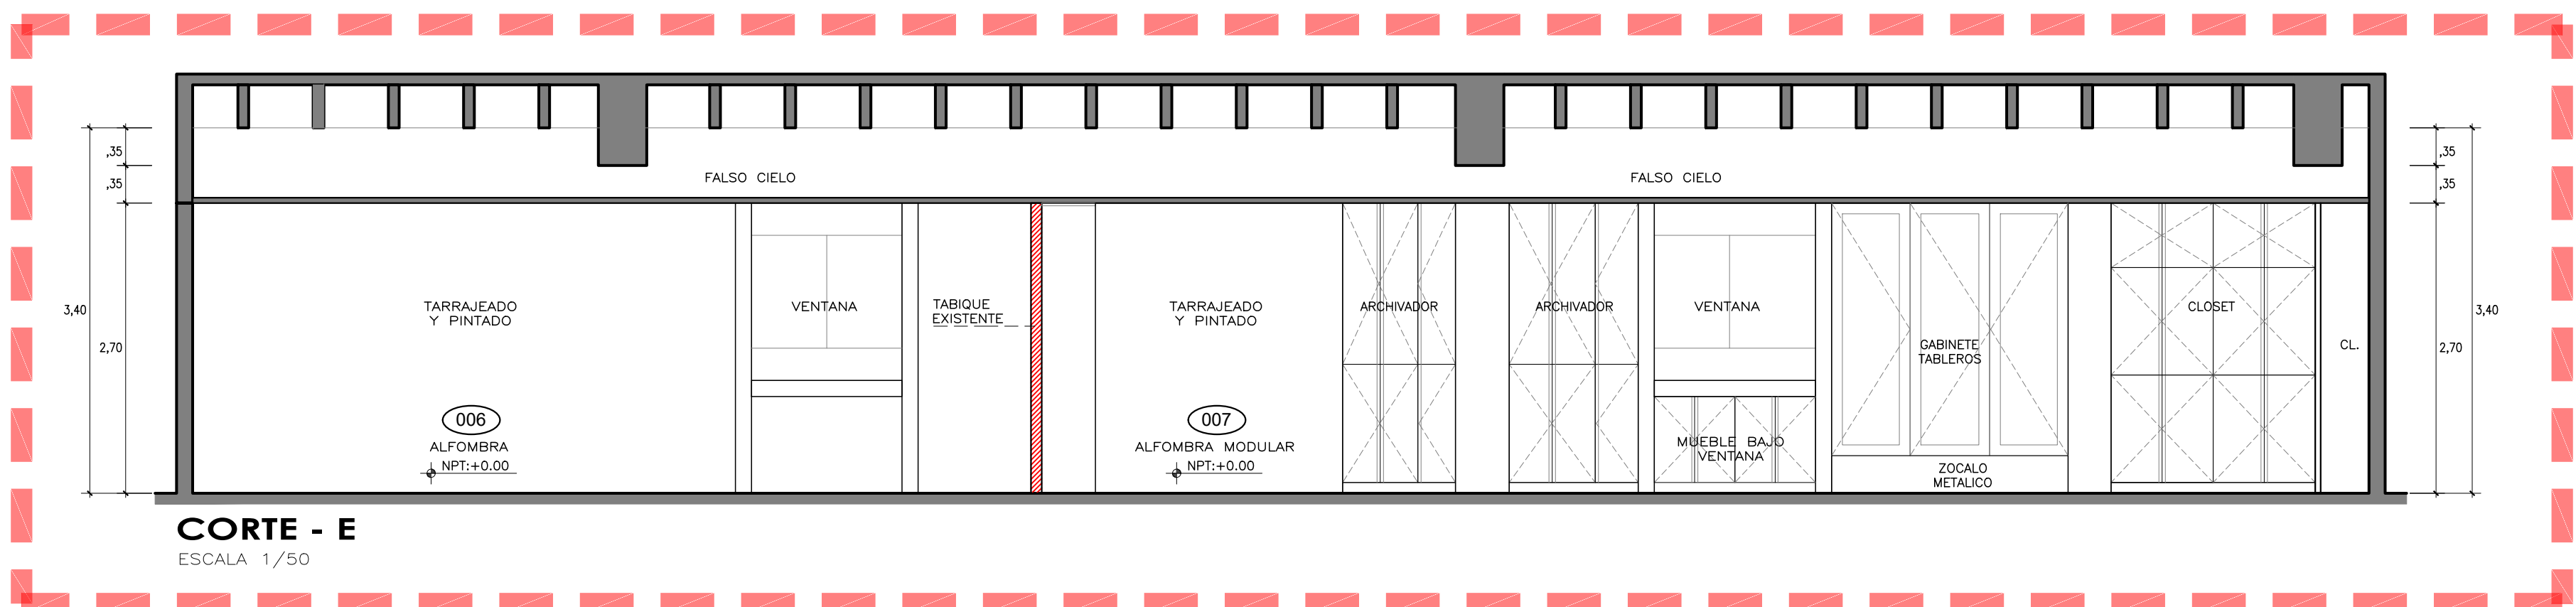 ,35
,35
3,40
2,70
FALSO CIELO
FALSO CIELO
,35
,35
3,40
2,70
TARRAJEADO
Y PINTADO
VENTANA
TABIQUE
EXISTENTE
TARRAJEADO
Y PINTADO
ARCHIVADOR
ARCHIVADOR
VENTANA
GABINETE
TABLEROS
CLOSET
CL.
006
ALFOMBRA
NPT:+0.00
007
ALFOMBRA MODULAR
NPT:+0.00
MUEBLE BAJO
VENTANA
ZOCALO
METALICO
CORTE - E
ESCALA 1/50